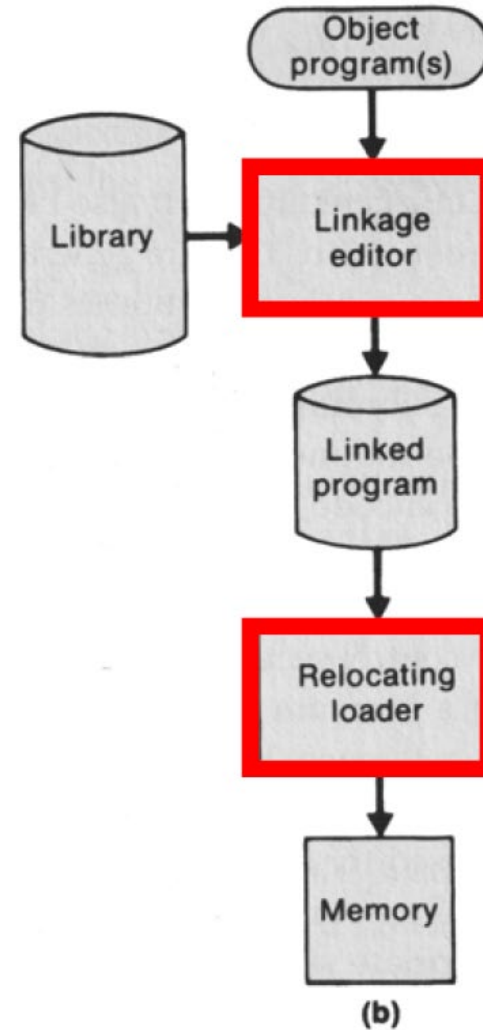 Object
program(s)
Library
Linkage
editor
Linked
program
Relocating
loader
Memory
(b)